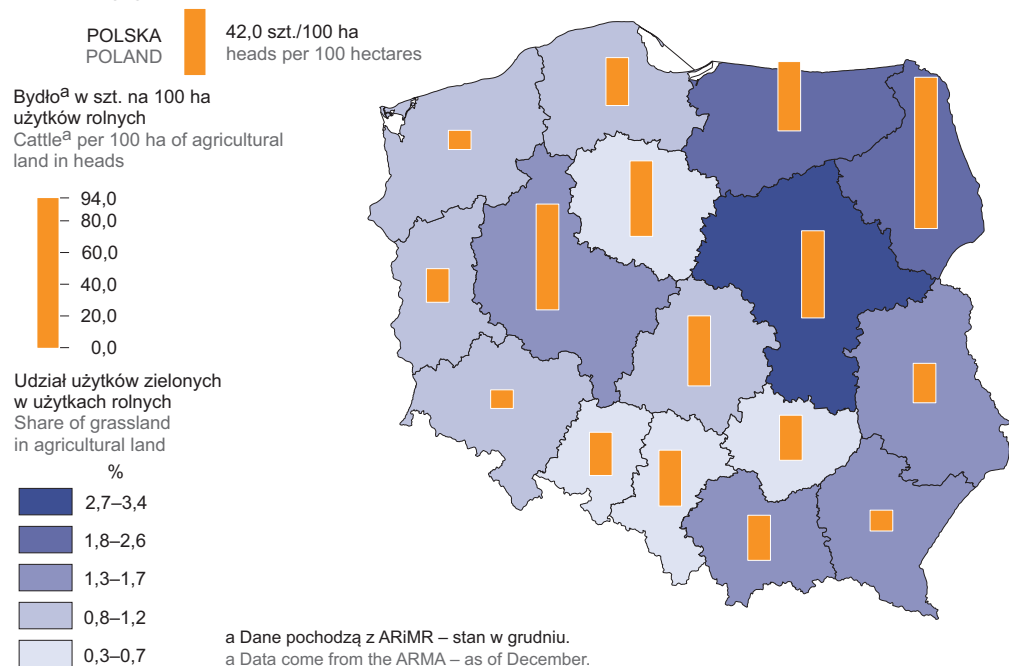 POLSKA
POLAND
42,0 szt./100 ha
heads per 100 hectares
Bydłoa w szt. na 100 ha
użytków rolnych
Cattlea per 100 ha of agricultural
land in heads
94,0
80,0
60,0
40,0
20,0
0,0
Udział użytków zielonych
w użytkach rolnych
Share of grassland
in agricultural land
%
2,7–3,4
1,8–2,6
1,3–1,7
0,8–1,2
0,3–0,7
a Dane pochodzą z ARiMR – stan w grudniu.
a Data come from the ARMA – as of December.